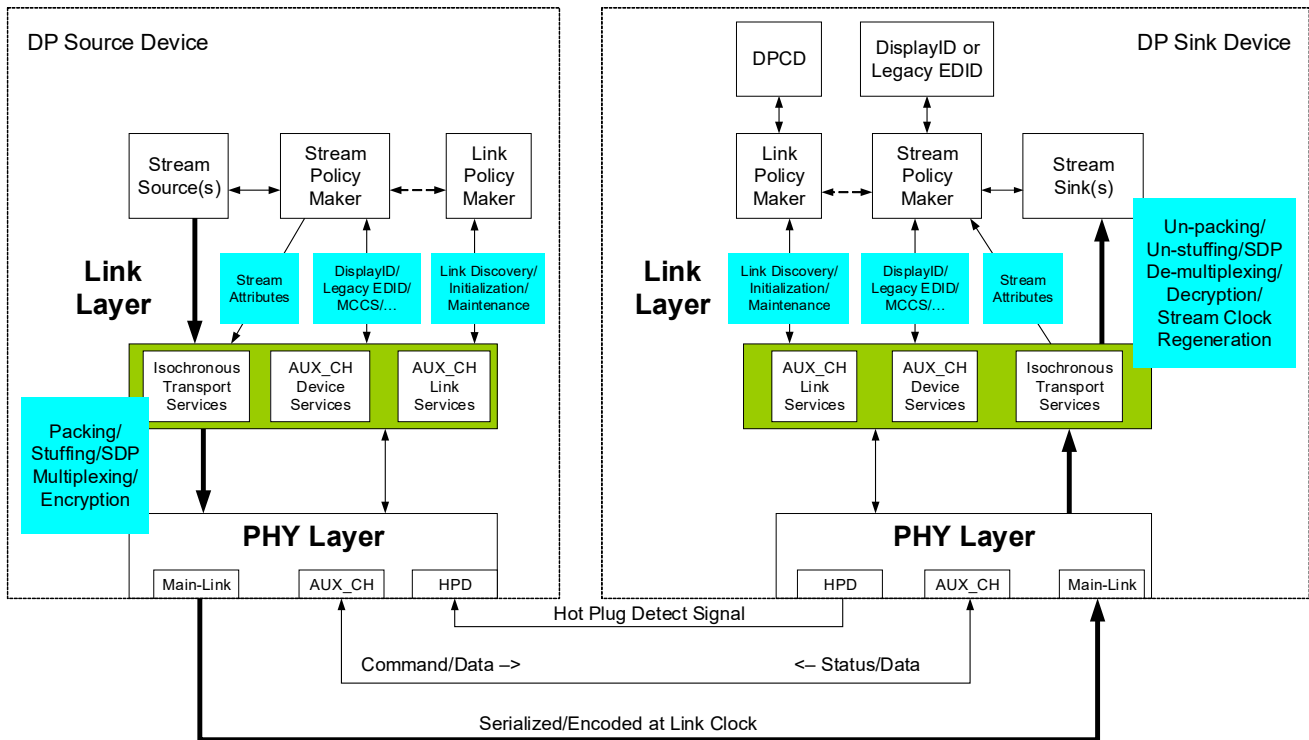 DP Source Device
DP Sink Device
DPCD
DisplayID or
Legacy EDID
Stream
Source(s)
Stream
Policy
Maker
Link
Policy
Maker
Link
Policy
Maker
Stream
Policy
Maker
Stream
Sink(s)
Link
Layer
Stream
Attributes
DisplayID/
Legacy EDID/
MCCS/...
Link Discovery/
Initialization/
Maintenance
Link
Layer
Link Discovery/
Initialization/
Maintenance
DisplayID/
Legacy EDID/
MCCS/...
Stream
Attributes
Un-packing/
Un-stuffing/SDP
De-multiplexing/
Decryption/
Stream Clock
Regeneration
Isochronous
Transport
Services
AUX_CH
Device
Services
AUX_CH
Link
Services
AUX_CH
Link
Services
AUX_CH
Device
Services
Isochronous
Transport
Services
Packing/
Stuffing/SDP
Multiplexing/
Encryption
PHY Layer
Main-Link
AUX_CH
HPD
PHY Layer
HPD
AUX_CH
Main-Link
Hot Plug Detect Signal
Command/Data –>
<– Status/Data
Serialized/Encoded at Link Clock